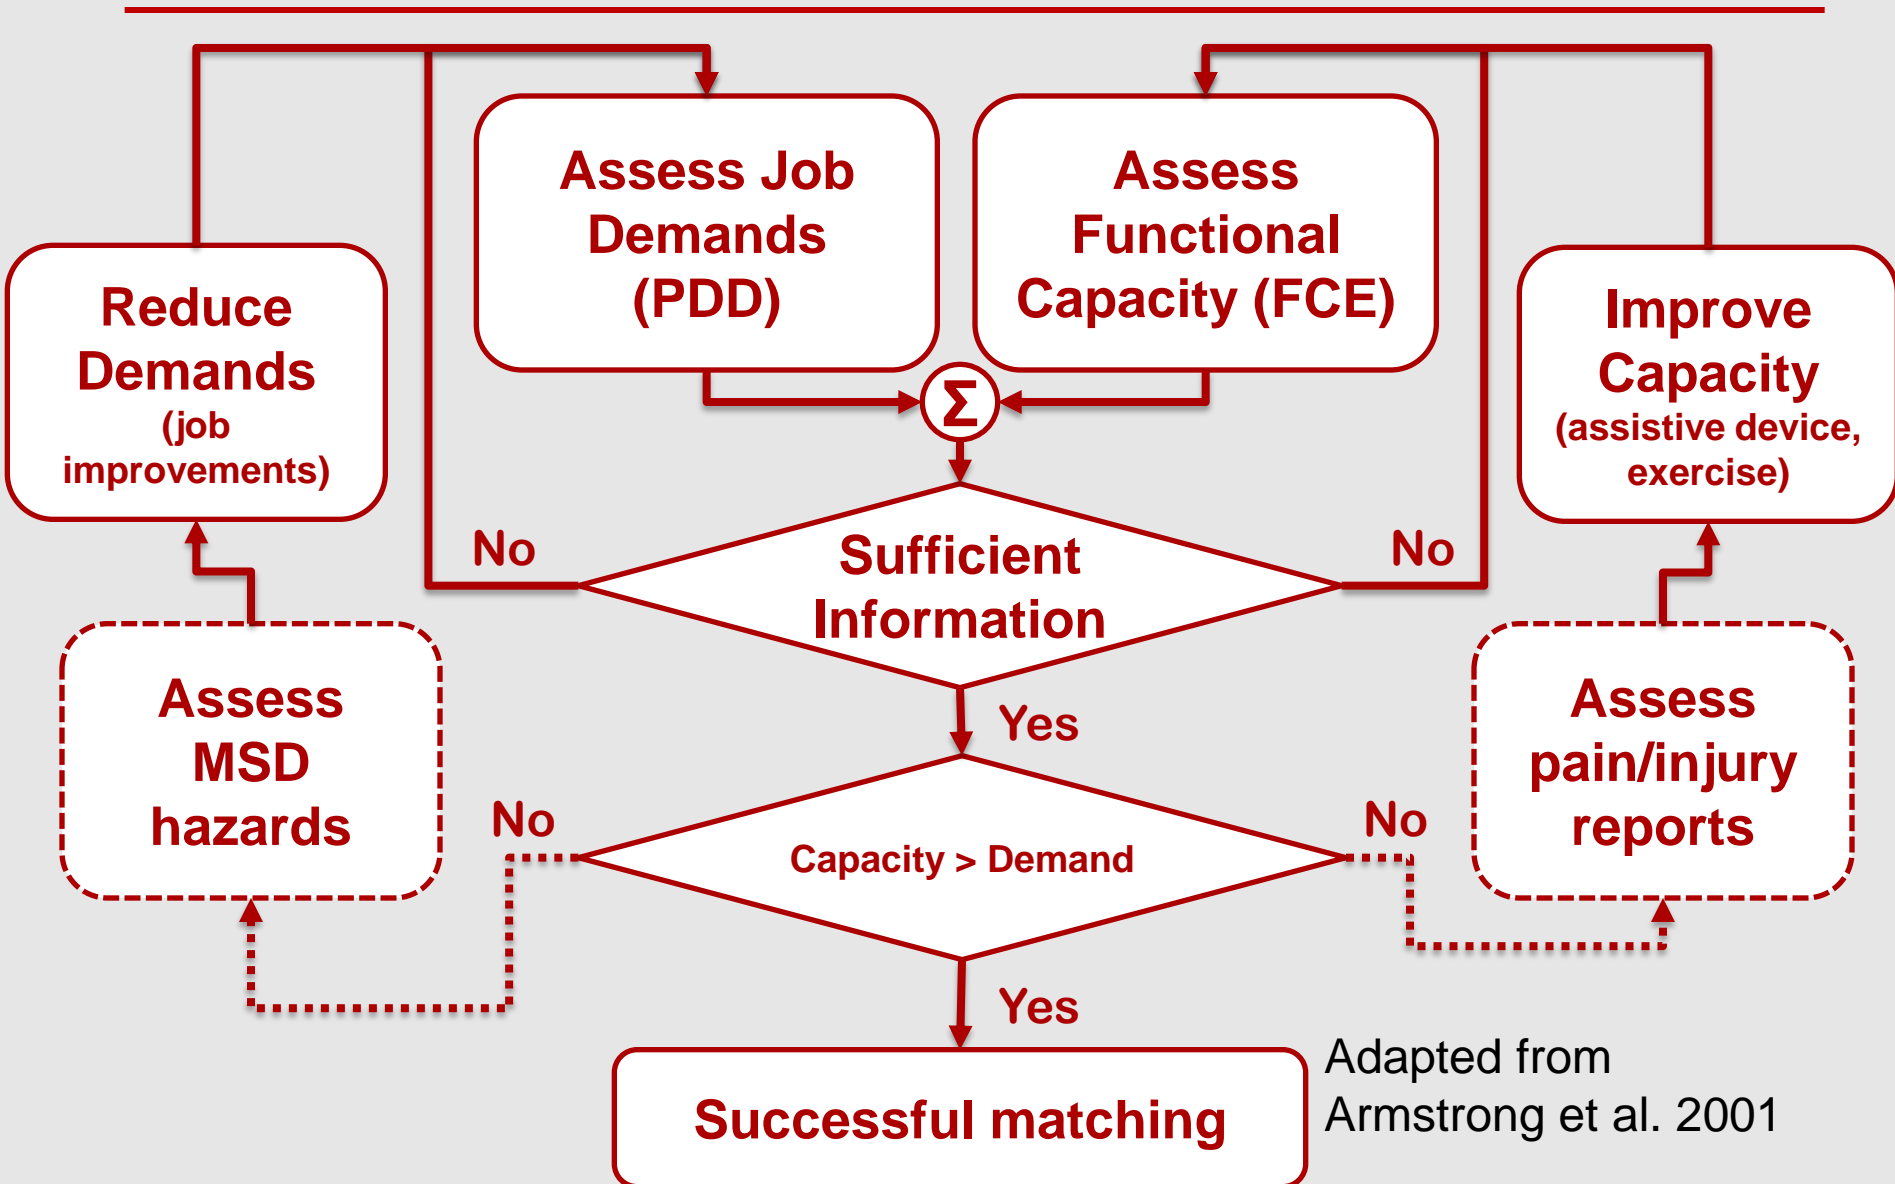 Assess Job
Demands
(PDD)
Assess
Functional
Capacity (FCE)
Reduce
Demands
(job
improvements)
Improve
Capacity
(assistive device,
exercise)
Σ
No
Sufficient
Information
No
Yes
Assess
MSD
hazards
Assess
pain/injury
reports
No
Capacity > Demand
No
Yes
Successful matching
Adapted from
Armstrong et al. 2001